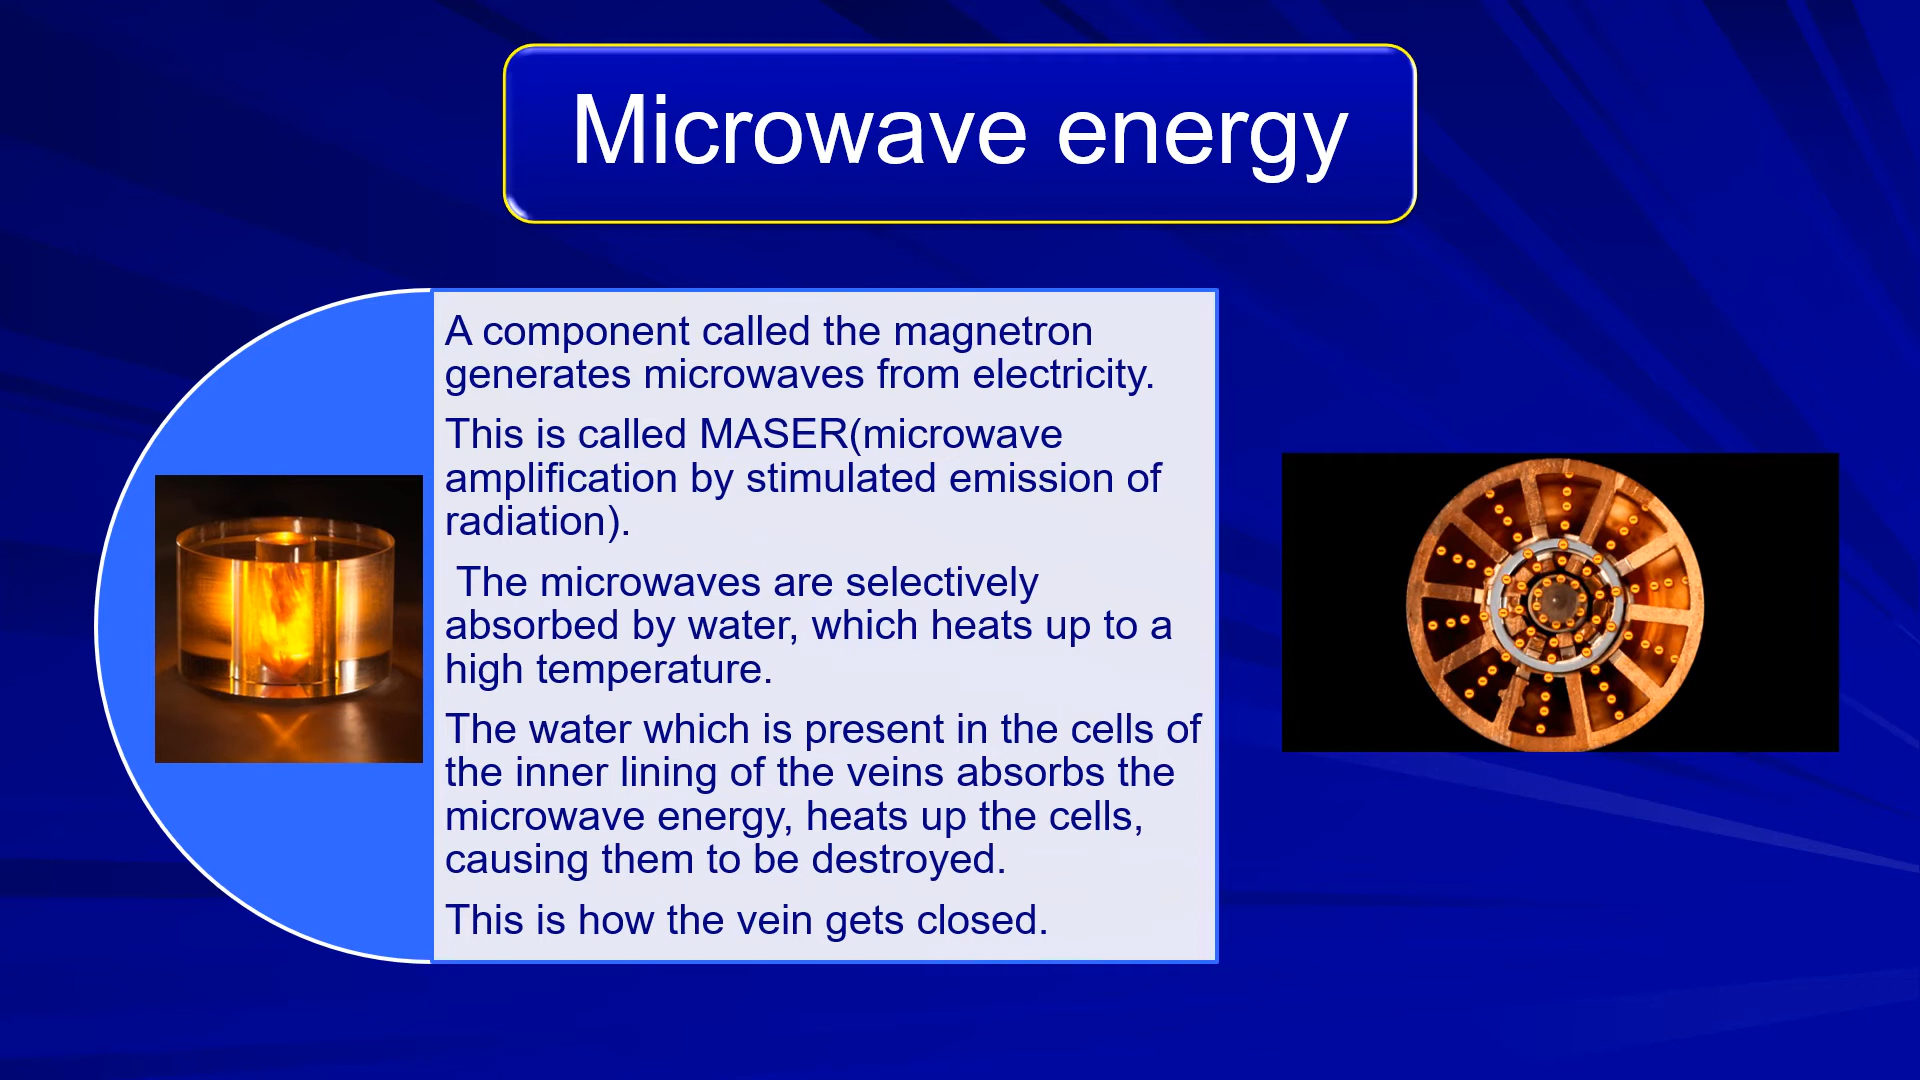 Microwave energy
A component called the magnetron
generates microwaves from electricity.
This is called MASER(microwave
amplification by stimulated emission of
radiation).
The microwaves are selectively
absorbed by water, which heats up to a
high temperature.
The water which is present in the cells of
the inner lining of the veins absorbs the
microwave energy, heats up the cells,
causing them to be destroyed.
This is how the vein gets closed.